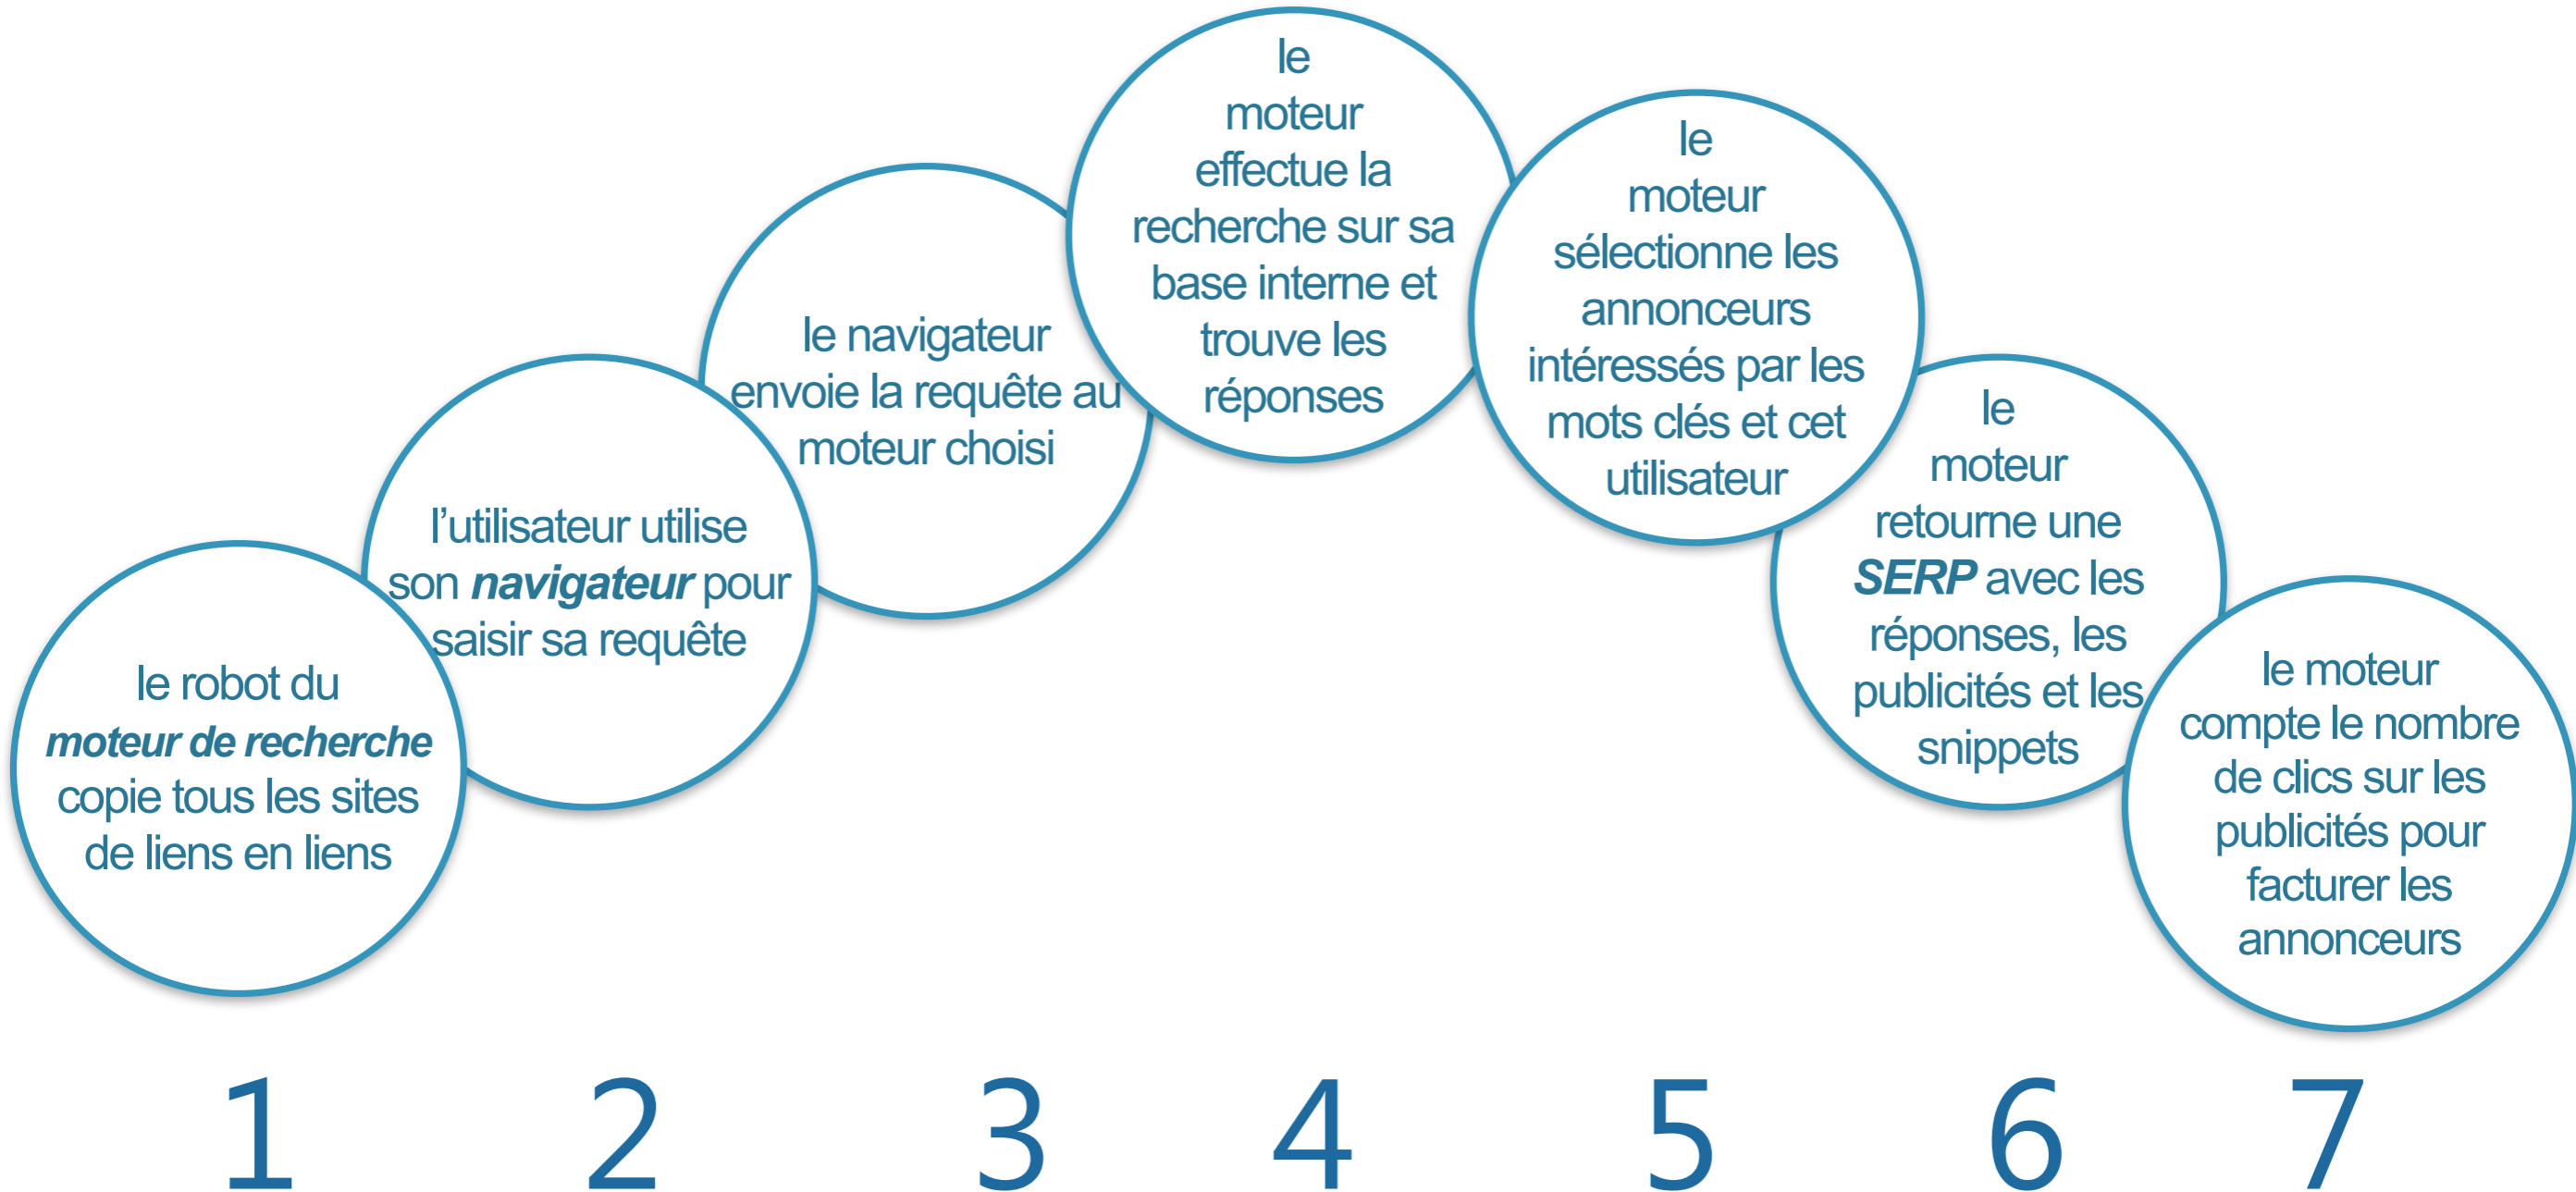 le robot du
moteur de recherche
copie tous les sites
de liens en liens
l’utilisateur utilise
son navigateur pour
saisir sa requête
le navigateur
envoie la requête au
moteur choisi
le
moteur
effectue la
recherche sur sa
base interne et
trouve les
réponses
le
moteur
sélectionne les
annonceurs
intéressés par les
mots clés et cet
utilisateur
le
moteur
retourne une
SERP avec les
réponses, les
publicités et les
snippets
le moteur
compte le nombre
de clics sur les
publicités pour
facturer les
annonceurs
1 2 3 4 5 6 7